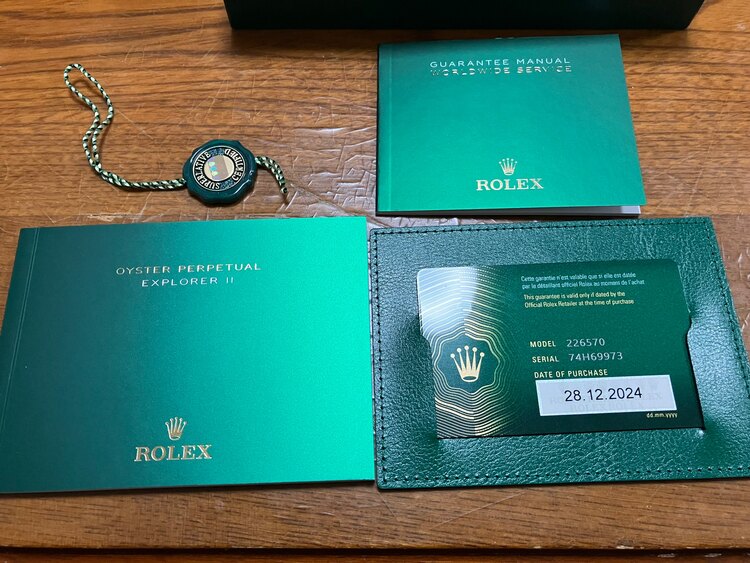 GUARANTEE MANUAL
WORLDWIDE SERVICE
ROLEX
SUPERLATIVE
CERTIFIED
OYSTER PERPETUAL
EXPLORER II
ROLEX
Cette garantie n'est valable que si elle est datée
par le détaillant officiel Rolex au moment de l'achat
This guarantee is valid only if dated by the
Official Rolex Retailer at the time of purchase
MODEL 226570
SERIAL 74H69973
DATE OF PURCHASE
28.12.2024
dd.mm.yyyy